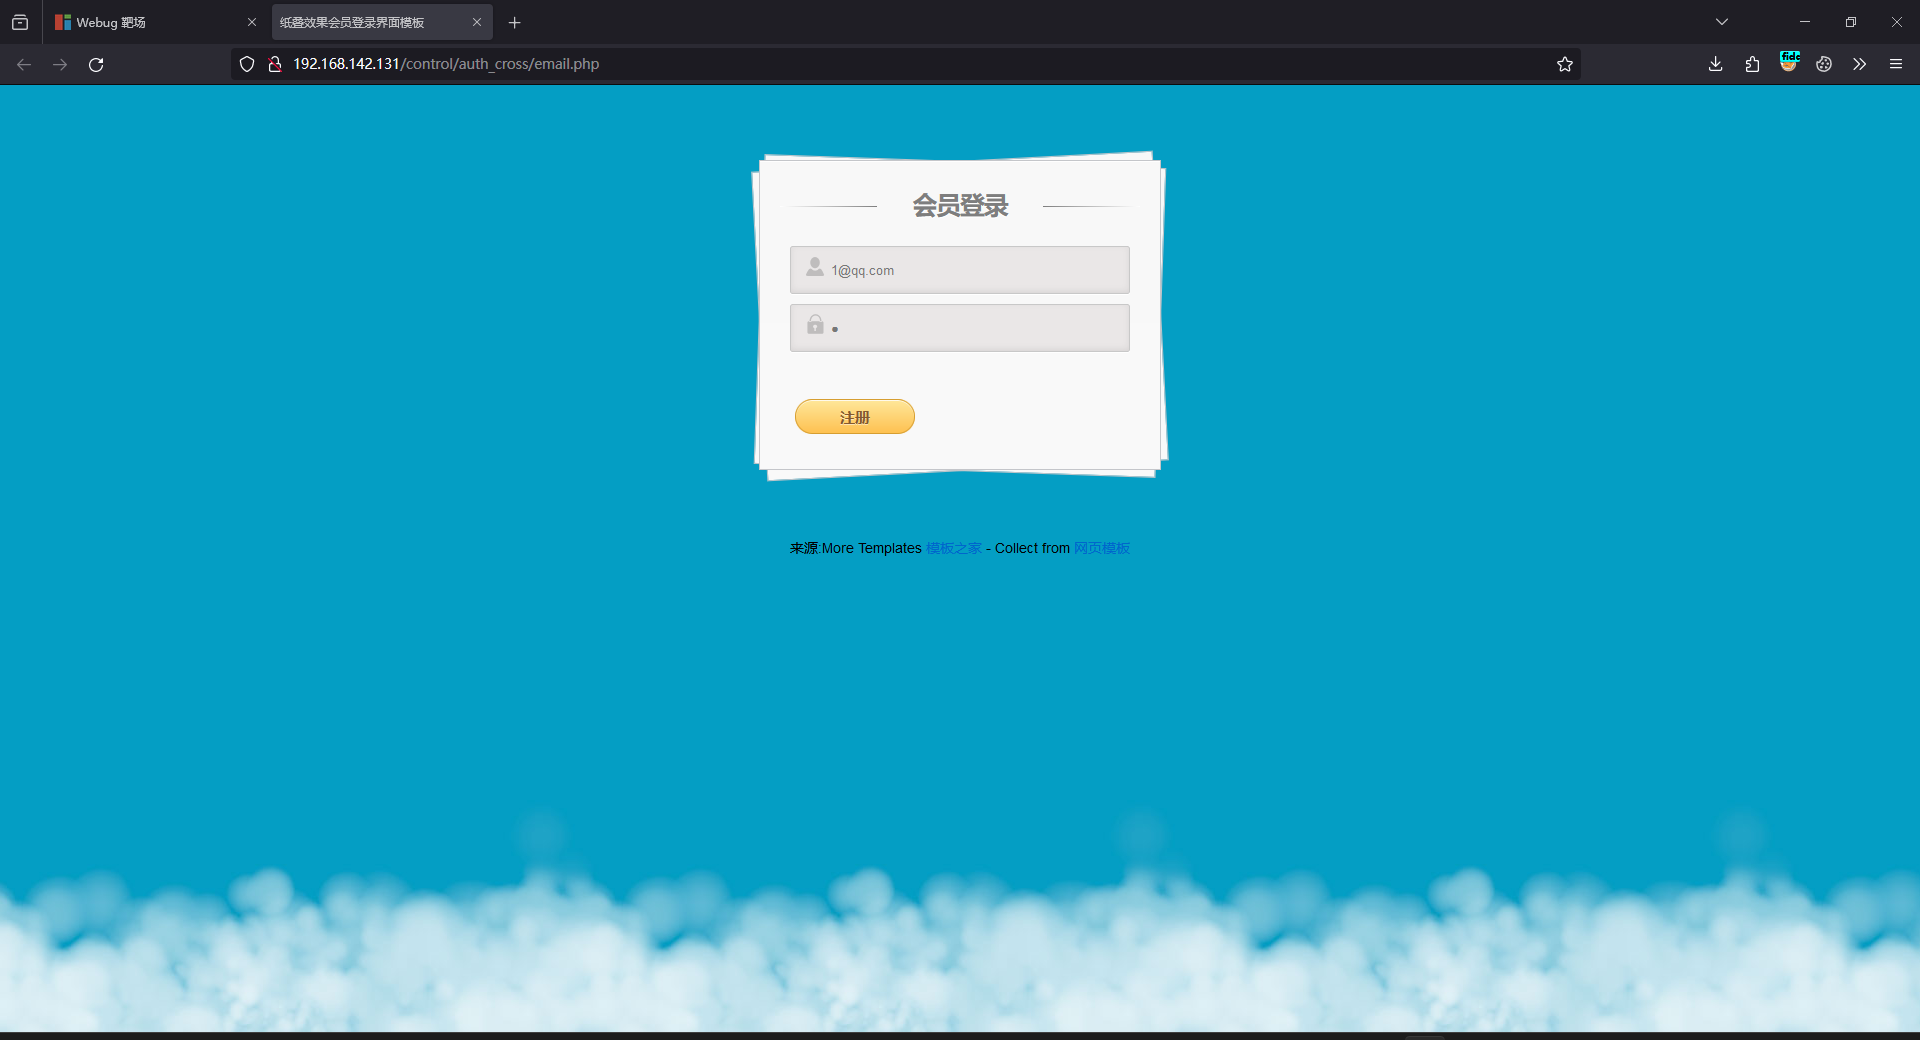 Webug 靶场
纸叠效果会员登录界面模板
192.168.142.131/control/auth_cross/email.php
会员登录
1@qq.com
•
注册
来源:More Templates 模板之家 - Collect from 网页模板